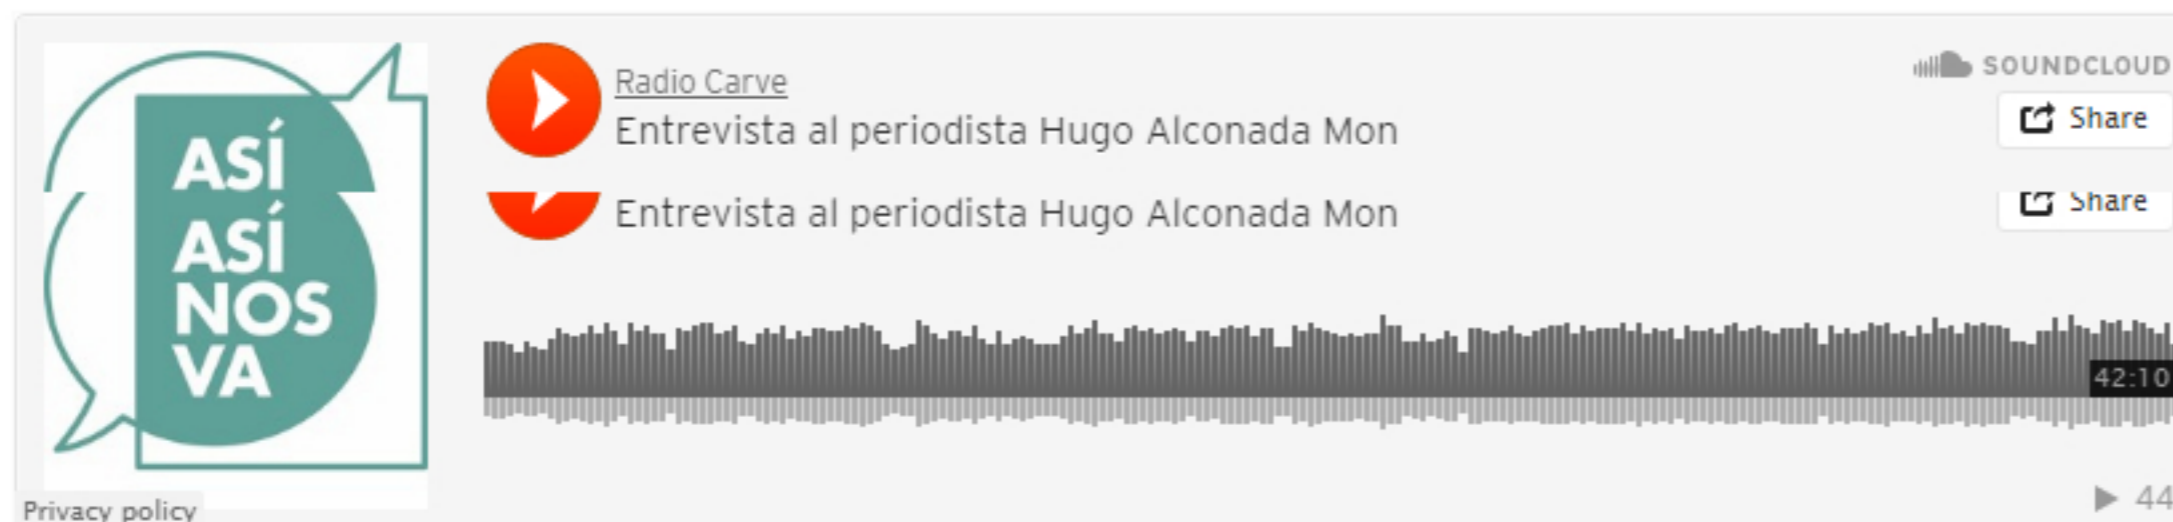 Radio Carve
Entrevista al periodista Hugo Alconada Mon
SOUNDCLOUD
Share
Entrevista al periodista Hugo Alconada Mon
Share
ASÍ
ASÍ
NOS
VA
42:10
44
Privacy policy